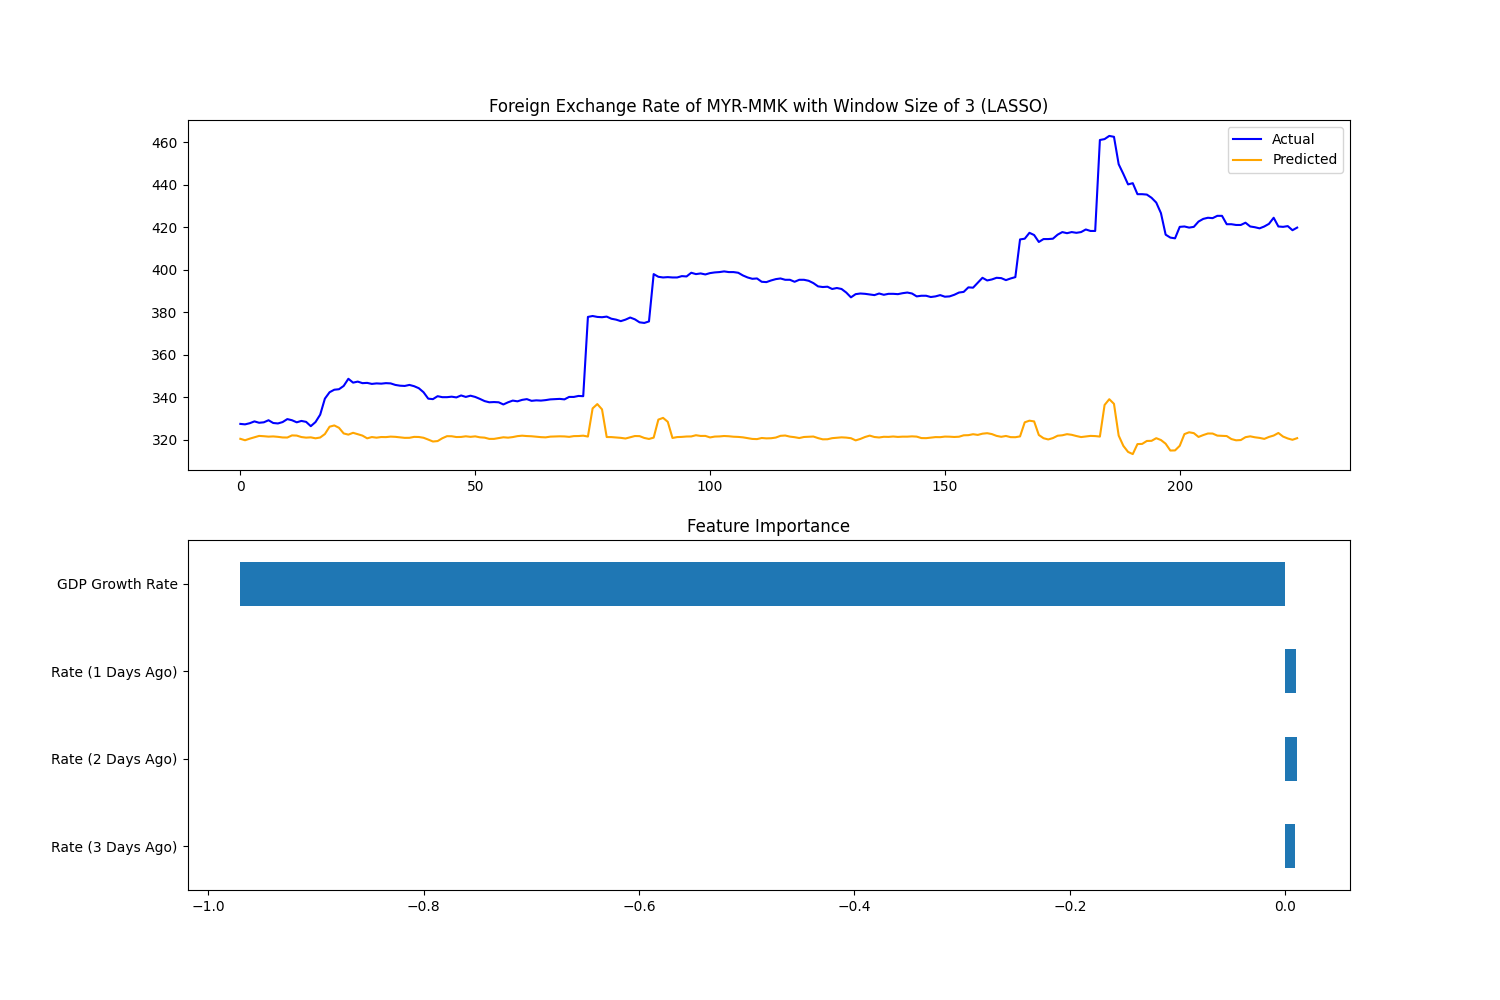 Foreign Exchange Rate of MYR-MMK with Window Size of 3 (LASSO)
Actual
Predicted
460
440
420
400
380
360
340
320
0 50 100 150 200
Feature Importance
GDP Growth Rate
Rate (1 Days Ago)
Rate (2 Days Ago)
Rate (3 Days Ago)
−1.0 −0.8 −0.6 −0.4 −0.2 0.0